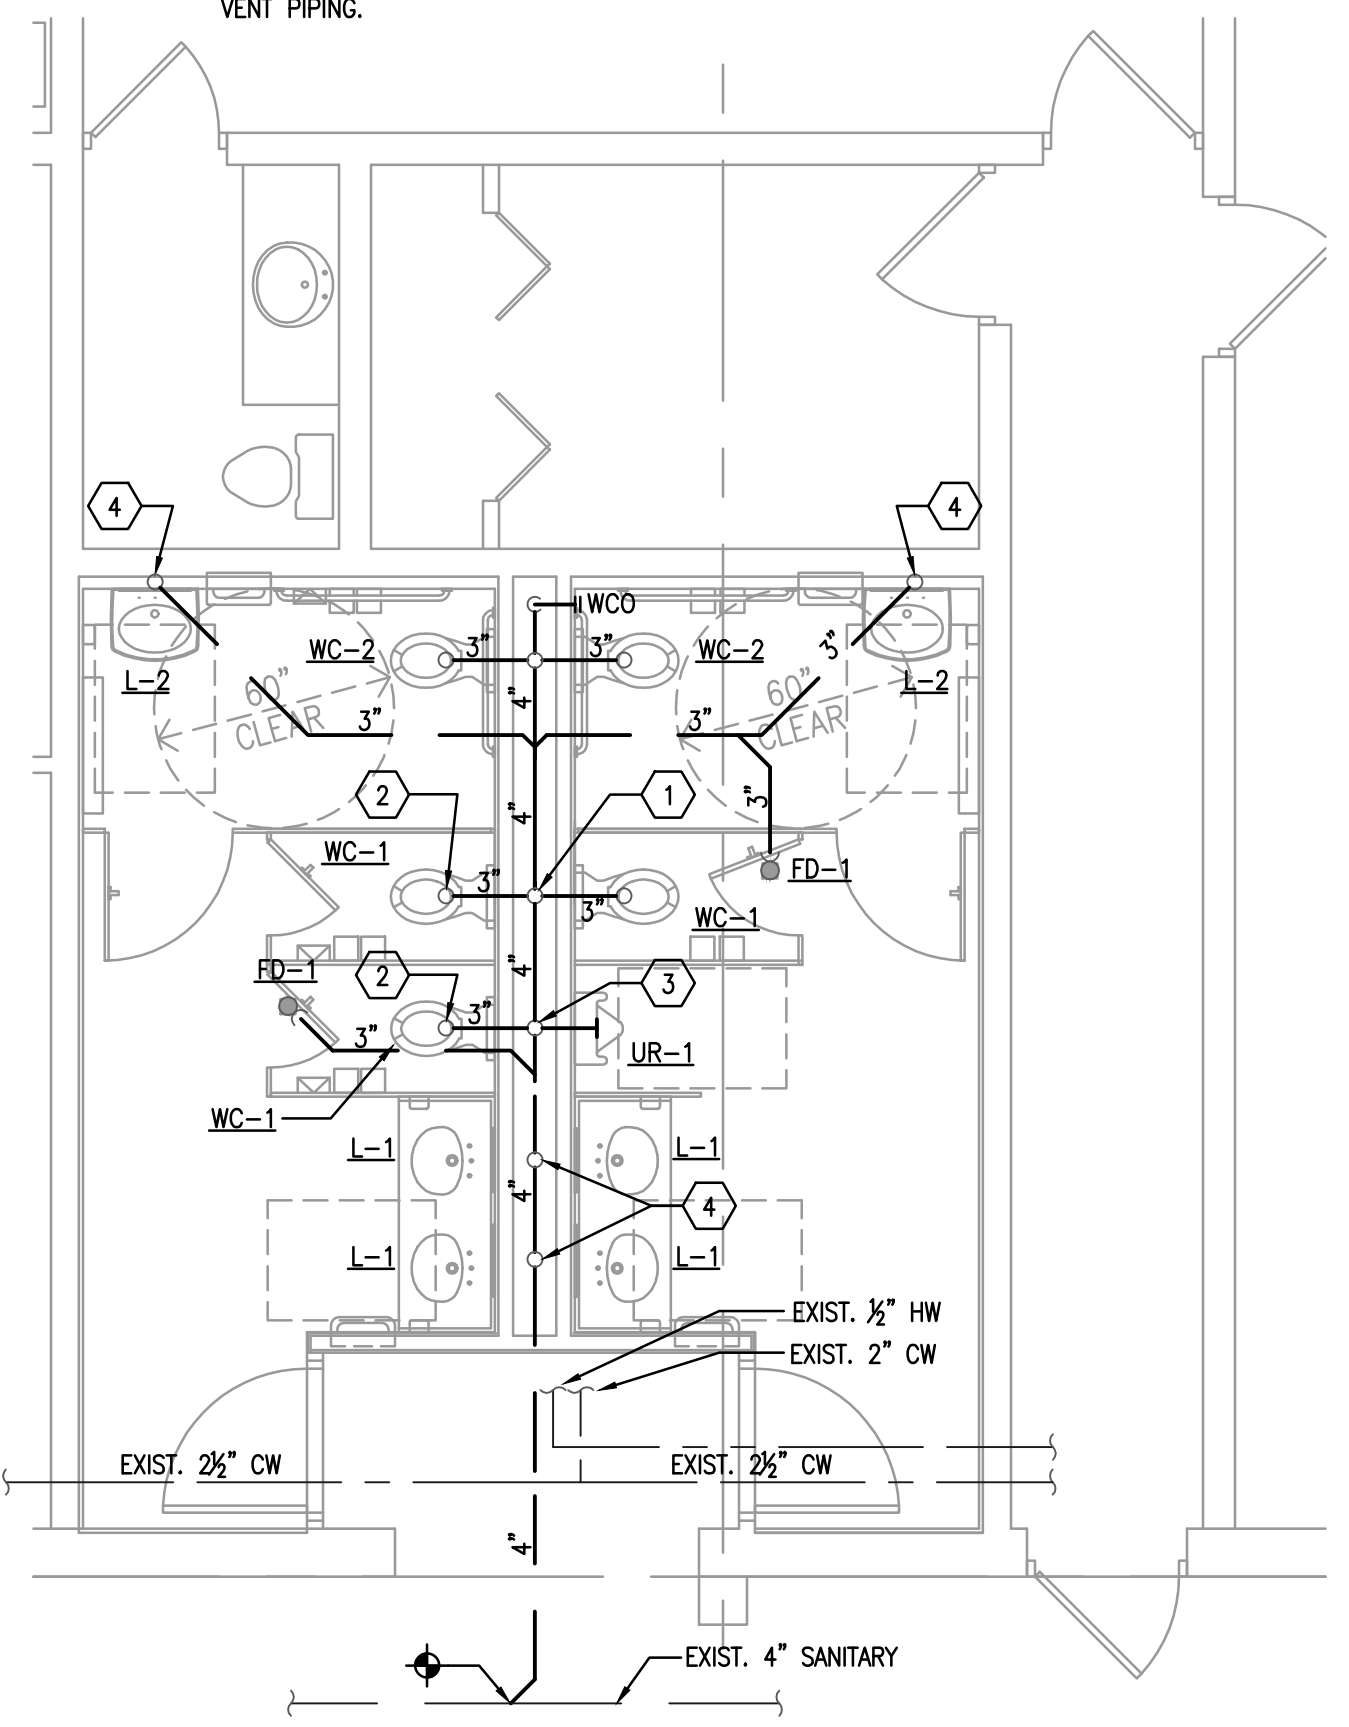 VENT PIPING.
4
4
WCO
WC-2
3"
3"
WC-2
3"
L-2
60"
CLEAR
4"
60"
CLEAR
L-2
3"
3"
2
1
4"
3"
WC-1
3"
FD-1
3"
WC-1
FD-1
2
4"
3
3"
3"
UR-1
WC-1
L-1
L-1
4"
4
L-1
L-1
EXIST. ½" HW
EXIST. 2" CW
EXIST. 2½" CW
EXIST. 2½" CW
4"
EXIST. 4" SANITARY